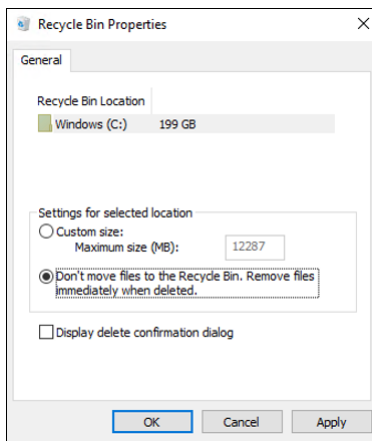 Recycle Bin Properties
General
Recycle Bin Location
Windows (C:) 199 GB
Settings for selected location
Custom size:
Maximum size (MB): 12287
Don't move files to the Recycle Bin. Remove files
immediately when deleted.
Display delete confirmation dialog
OK Cancel Apply